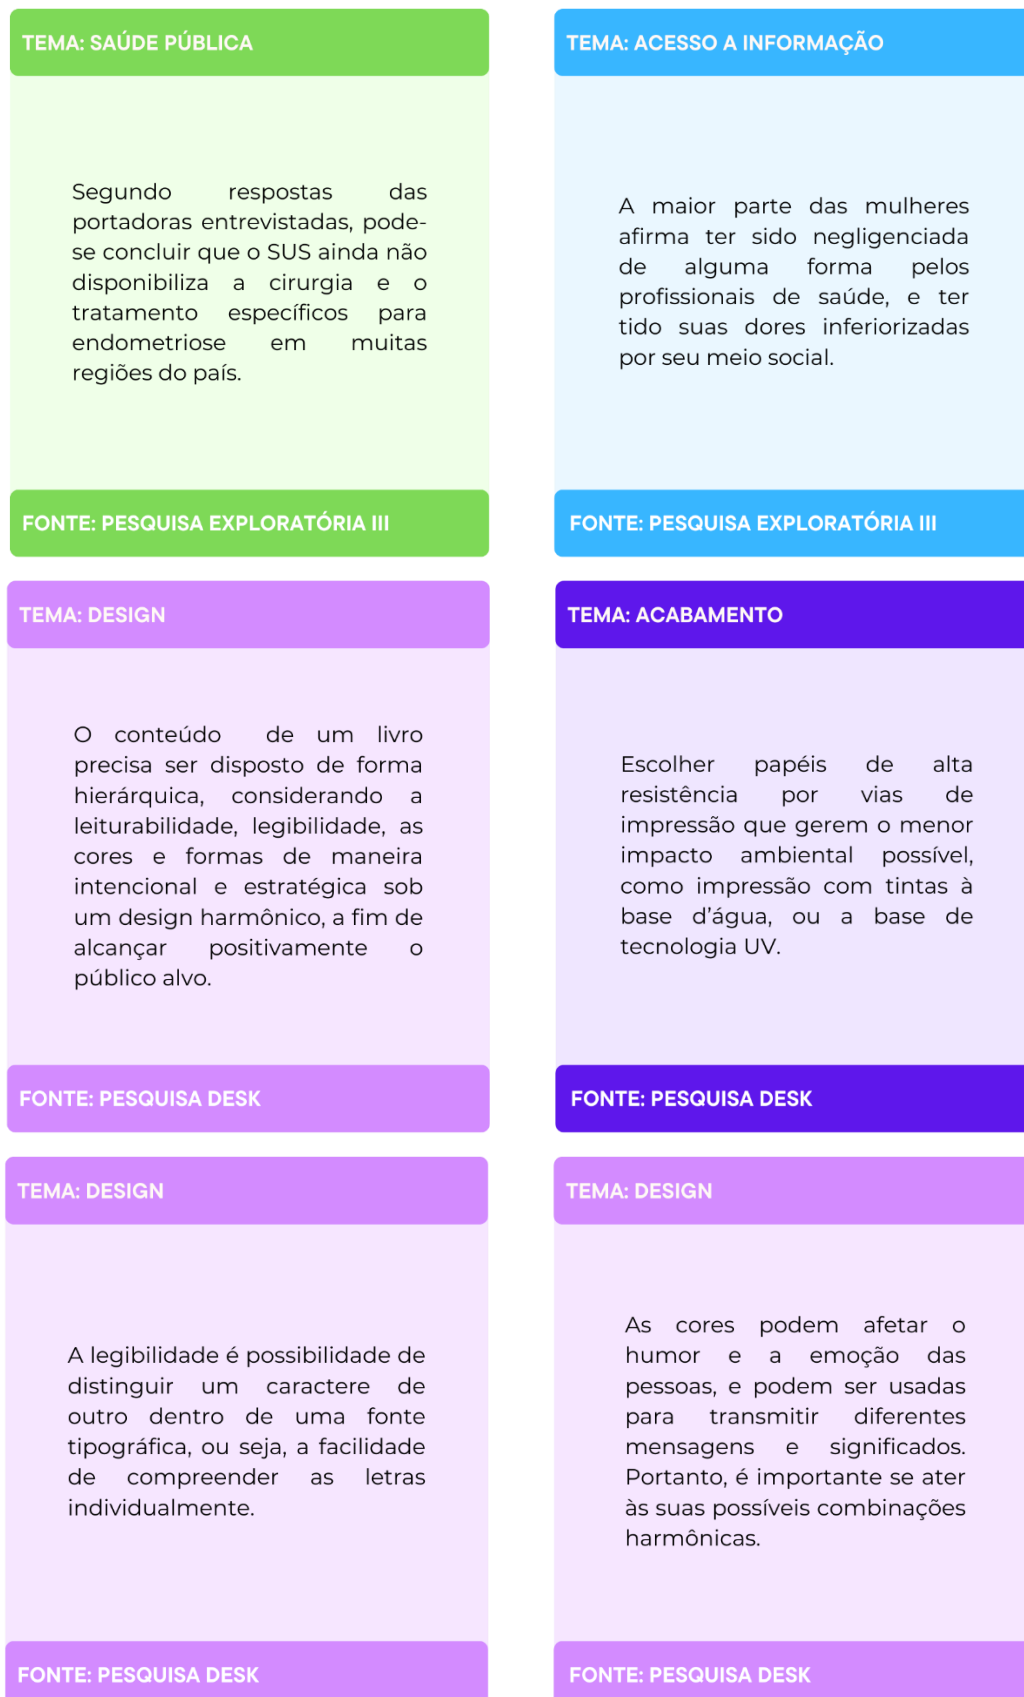 TEMA: SAÚDE PÚBLICA
Segundo respostas das
portadoras entrevistadas, pode-
se concluir que o SUS ainda não
disponibiliza a cirurgia e o
tratamento específicos para
endometriose em muitas
regiões do país.
FONTE: PESQUISA EXPLORATÓRIA III
TEMA: ACESSO A INFORMAÇÃO
A maior parte das mulheres
afirma ter sido negligenciada
de alguma forma pelos
profissionais de saúde, e ter
tido suas dores inferiorizadas
por seu meio social.
FONTE: PESQUISA EXPLORATÓRIA III
TEMA: DESIGN
O conteúdo de um livro
precisa ser disposto de forma
hierárquica, considerando a
leiturabilidade, legibilidade, as
cores e formas de maneira
intencional e estratégica sob
um design harmônico, a fim de
alcançar positivamente o
público alvo.
FONTE: PESQUISA DESK
TEMA: ACABAMENTO
Escolher papéis de alta
resistência por vias de
impressão que gerem o menor
impacto ambiental possível,
como impressão com tintas à
base d’água, ou a base de
tecnologia UV.
FONTE: PESQUISA DESK
TEMA: DESIGN
A legibilidade é possibilidade de
distinguir um caractere de
outro dentro de uma fonte
tipográfica, ou seja, a facilidade
de compreender as letras
individualmente.
FONTE: PESQUISA DESK
TEMA: DESIGN
As cores podem afetar o
humor e a emoção das
pessoas, e podem ser usadas
para transmitir diferentes
mensagens e significados.
Portanto, é importante se ater
às suas possíveis combinações
harmônicas.
FONTE: PESQUISA DESK